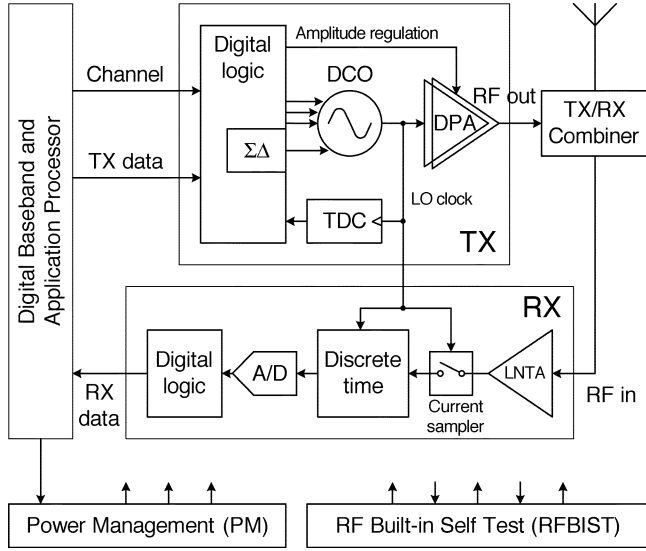 Digital Baseband and
Application Processor
Channel
TX data
Digital
logic
ΣΔ
Amplitude regulation
DCO
DPA
RF out
TX/RX
Combiner
LO clock
TDC
TX
RX
RX
data
Digital
logic
A/D
Discrete
time
Current
sampler
LNTA
RF in
Power Management (PM)
RF Built-in Self Test (RFBIST)